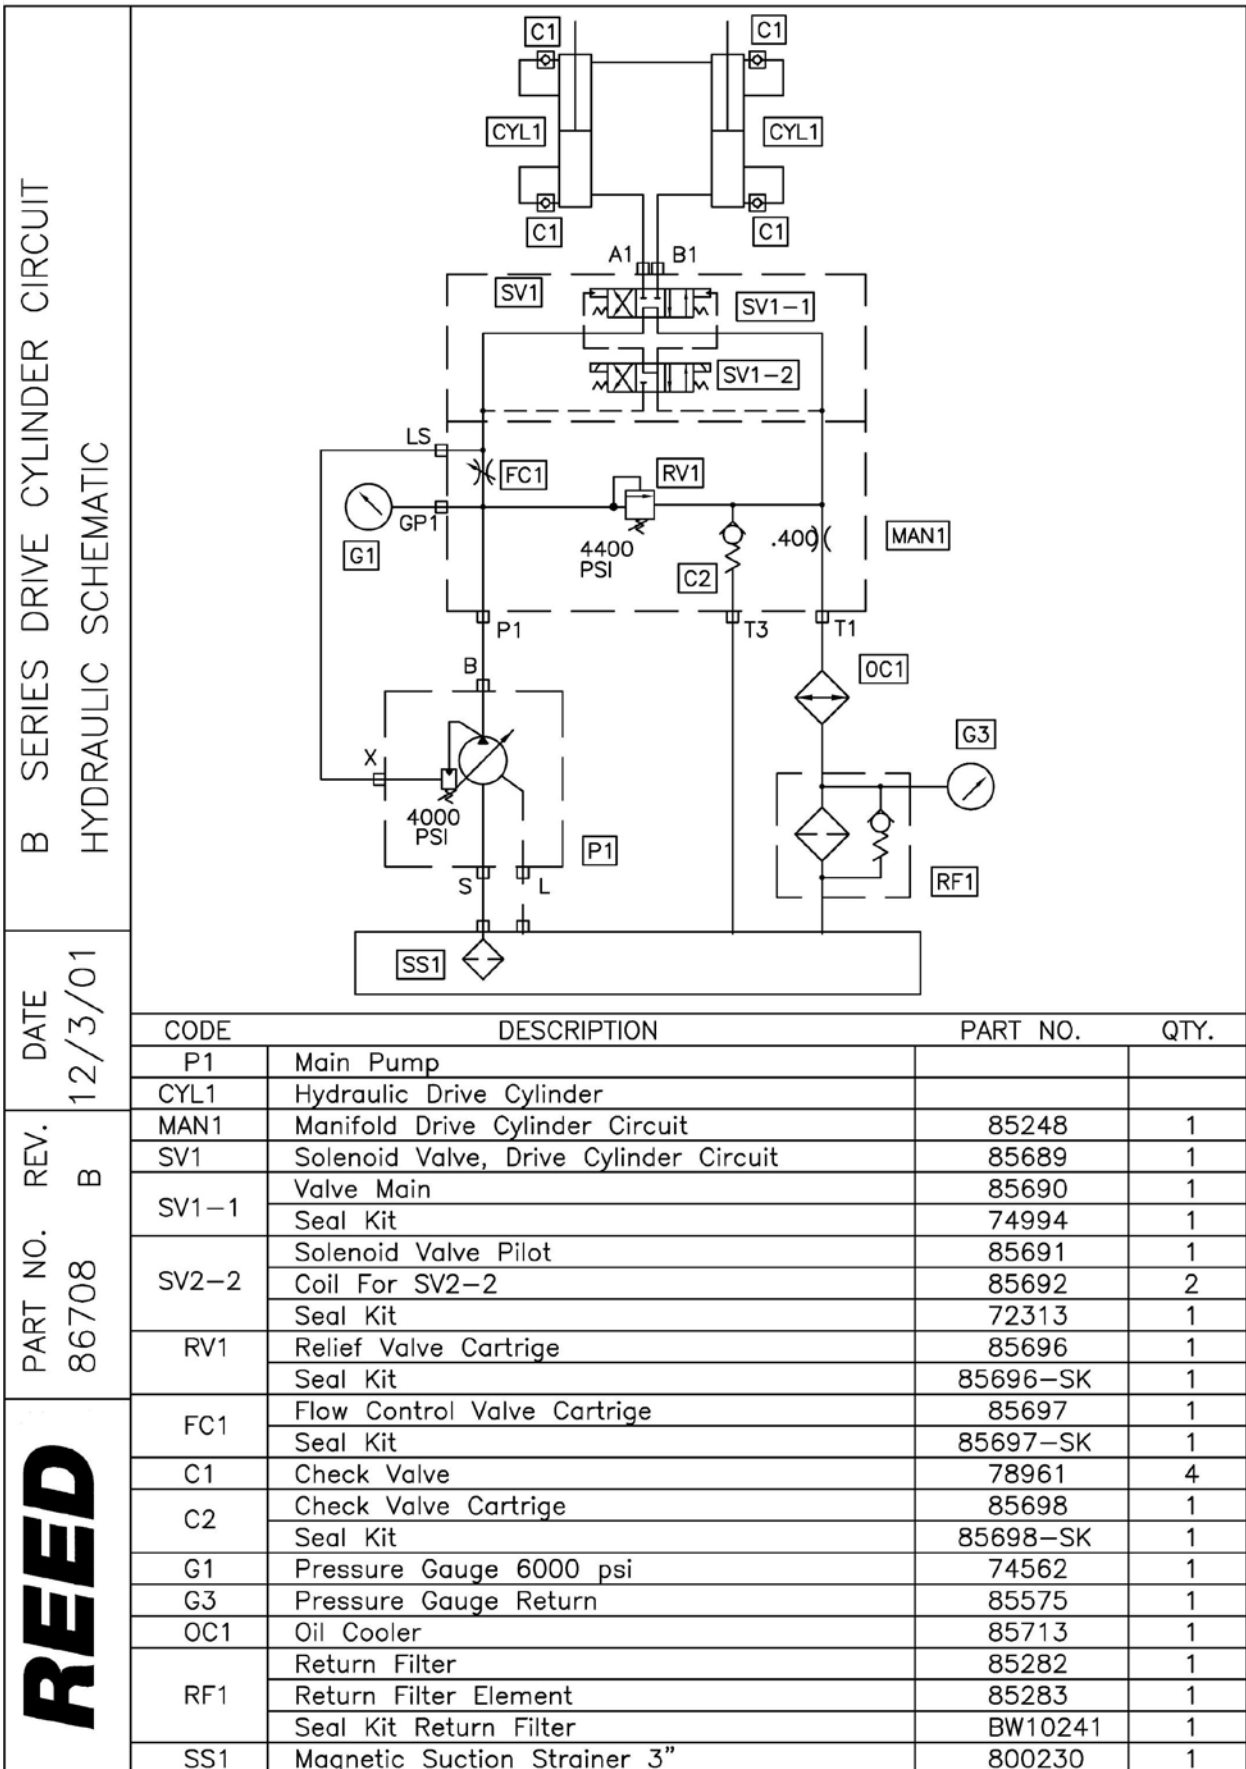 B SERIES DRIVE CYLINDER CIRCUIT
HYDRAULIC SCHEMATIC
DATE
12/3/01
PART NO. REV.
86708 B
REED
C1 C1
CYL1 CYL1
C1 C1
A1 B1
SV1
SV1-1
SV1-2
LS
FC1
RV1
GP1
G1
4400
PSI
C2
.400
MAN1
P1
T3
T1
B
OC1
X
G3
4000
PSI
P1
S
L
RF1
SS1
CODE DESCRIPTION PART NO. QTY.
P1 Main Pump
CYL1 Hydraulic Drive Cylinder
MAN1 Manifold Drive Cylinder Circuit 85248 1
SV1 Solenoid Valve, Drive Cylinder Circuit 85689 1
SV1-1 Valve Main 85690 1
Seal Kit 74994 1
SV2-2 Solenoid Valve Pilot 85691 1
Coil For SV2-2 85692 2
Seal Kit 72313 1
RV1 Relief Valve Cartrige 85696 1
Seal Kit 85696-SK 1
FC1 Flow Control Valve Cartrige 85697 1
Seal Kit 85697-SK 1
C1 Check Valve 78961 4
C2 Check Valve Cartrige 85698 1
Seal Kit 85698-SK 1
G1 Pressure Gauge 6000 psi 74562 1
G3 Pressure Gauge Return 85575 1
OC1 Oil Cooler 85713 1
RF1 Return Filter 85282 1
Return Filter Element 85283 1
Seal Kit Return Filter BW10241 1
SS1 Magnetic Suction Strainer 3" 800230 1